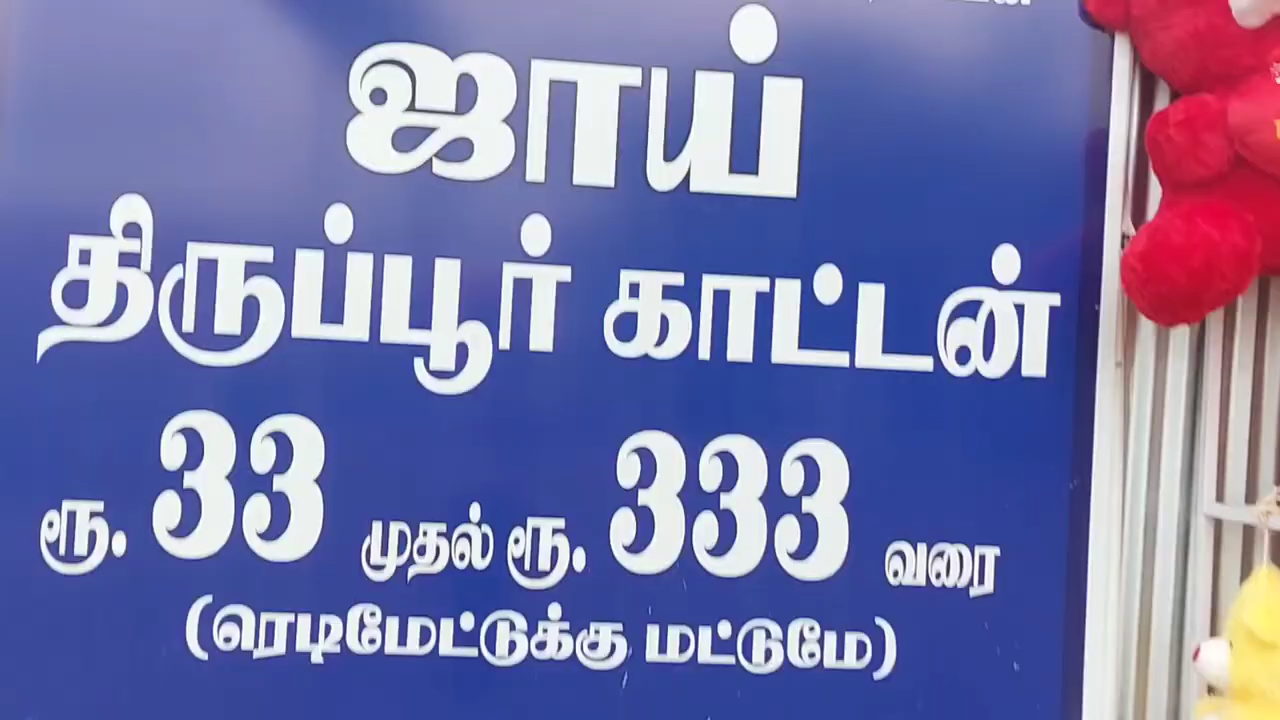 ஜாய்
திருப்பூர் காட்டன்
ரூ. 33 முதல் ரூ. 333 வரை
(ரெடிமேட்டுக்கு மட்டுமே)